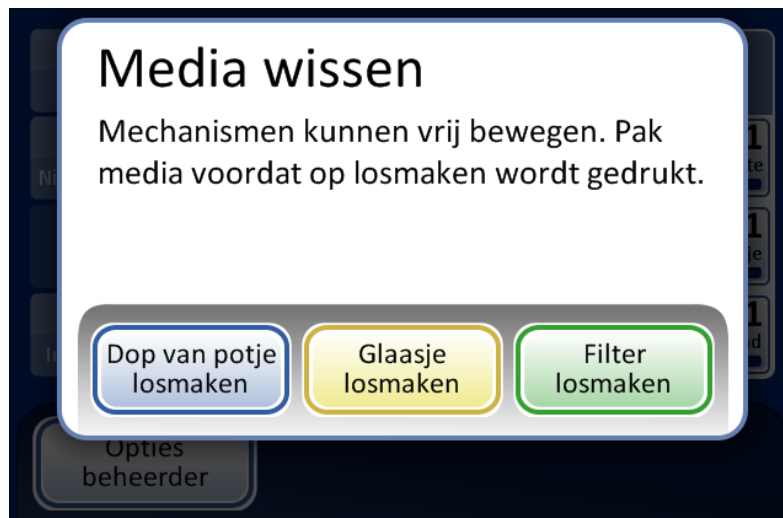 Media wissen
Mechanismen kunnen vrij bewegen. Pak
media voordat op losmaken wordt gedrukt.
Dop van potje
losmaken
Glaasje
losmaken
Filter
losmaken
Opties
beheerder